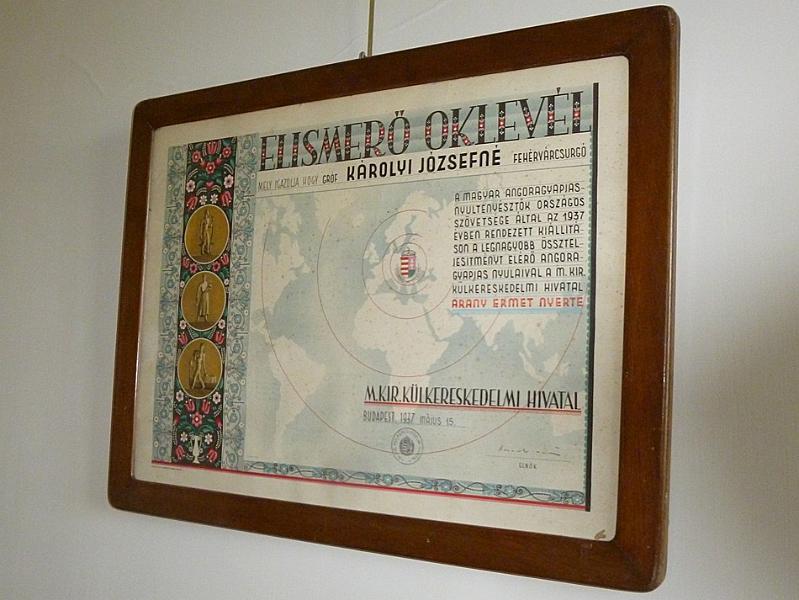 ELISMERŐ OKLEVÉL
MELY IGAZOLJA HOGY GRÓF KÁROLYI JÓZSEFNÉ FEHÉRVÁRCSURGÓ
A MAGYAR ANGORAGYAPJAS-
NYULTENYÉSZTŐK ORSZÁGOS
SZÖVETSÉGE ÁLTAL AZ 1937
ÉVBEN RENDEZETT KIÁLLITÁ-
SON A LEGNAGYOBB ÖSSZTEL-
JESITMÉNYT ELÉRŐ ANGORA-
GYAPJAS NYULAIVAL A M. KIR.
KÜLKERESKEDELMI HIVATAL
ARANY ÉRMET NYERTE
M. KIR. KÜLKERESKEDELMI HIVATAL
BUDAPEST, 1937 MÁJUS 15.
ELNÖK